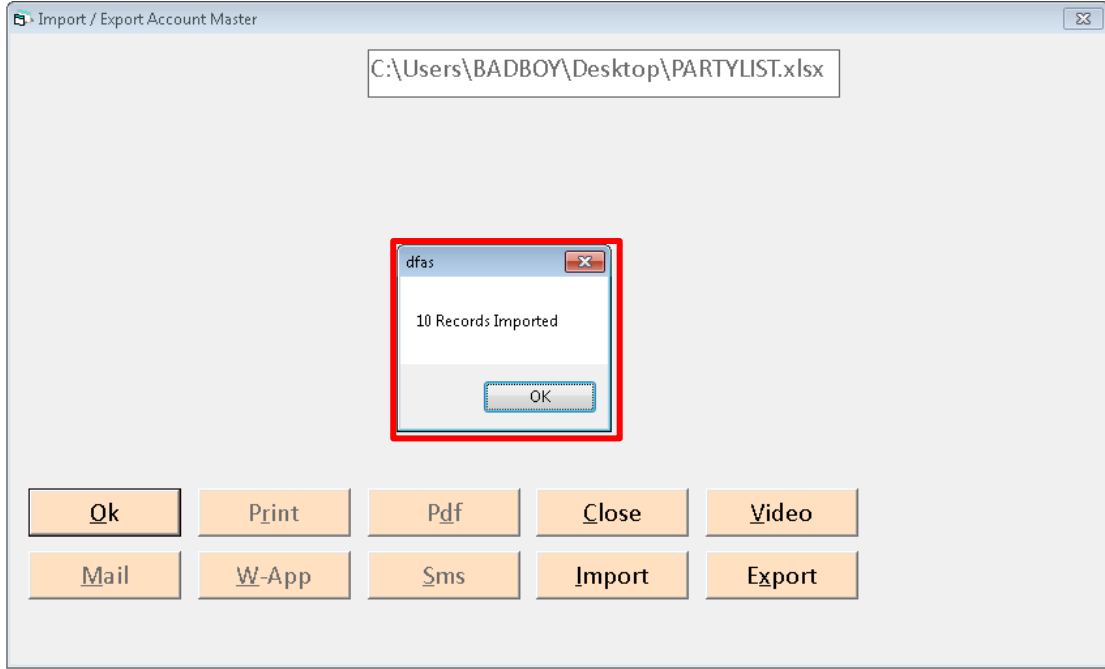 Import / Export Account Master
C:\Users\BADBOY\Desktop\PARTYLIST.xlsx
dfas
10 Records Imported
OK
Ok Print Pdf Close Video
Mail W-App Sms Import Export